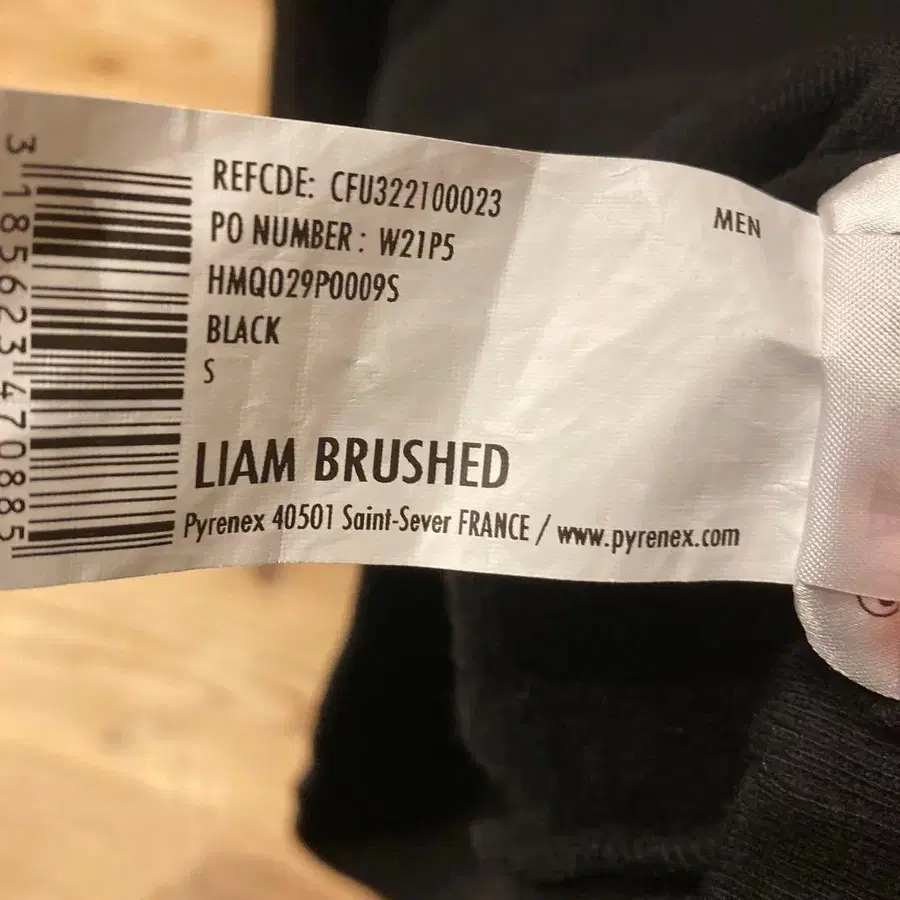 REFCDE: CFU322100023
PO NUMBER : W21P5
HMQ029P0009S
BLACK
S
MEN
LIAM BRUSHED
Pyrenex 40501 Saint-Sever FRANCE / www.pyrenex.com
3185623470885